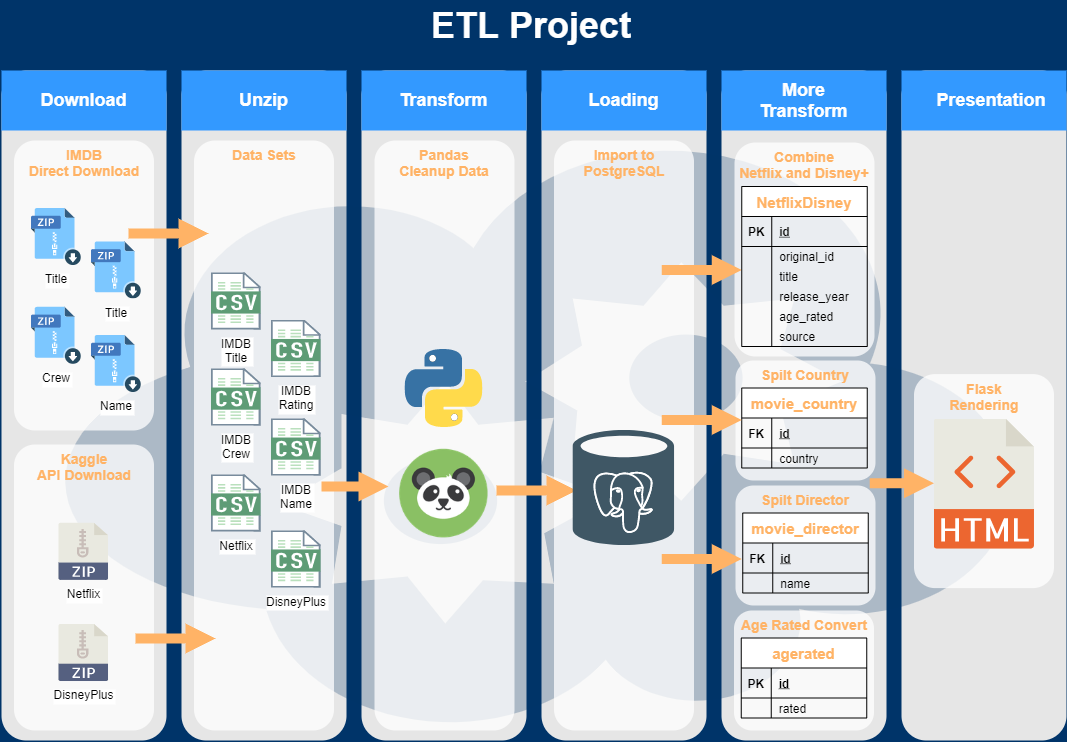 ETL Project
Download
Unzip
Transform
Loading
More
Transform
Presentation
IMDB
Direct Download
ZIP
Title
ZIP
Title
ZIP
Crew
ZIP
Name
Kaggle
API Download
ZIP
Netflix
ZIP
DisneyPlus
Data Sets
CSV
IMDB
Title
CSV
IMDB
Rating
CSV
IMDB
Crew
CSV
IMDB
Name
CSV
Netflix
CSV
DisneyPlus
Pandas
Cleanup Data
Import to
PostgreSQL
Combine
Netflix and Disney+
NetflixDisney
PK id
original_id
title
release_year
age_rated
source
Spilt Country
movie_country
FK id
country
Spilt Director
movie_director
FK id
name
Age Rated Convert
agerated
PK id
rated
Flask
Rendering
HTML